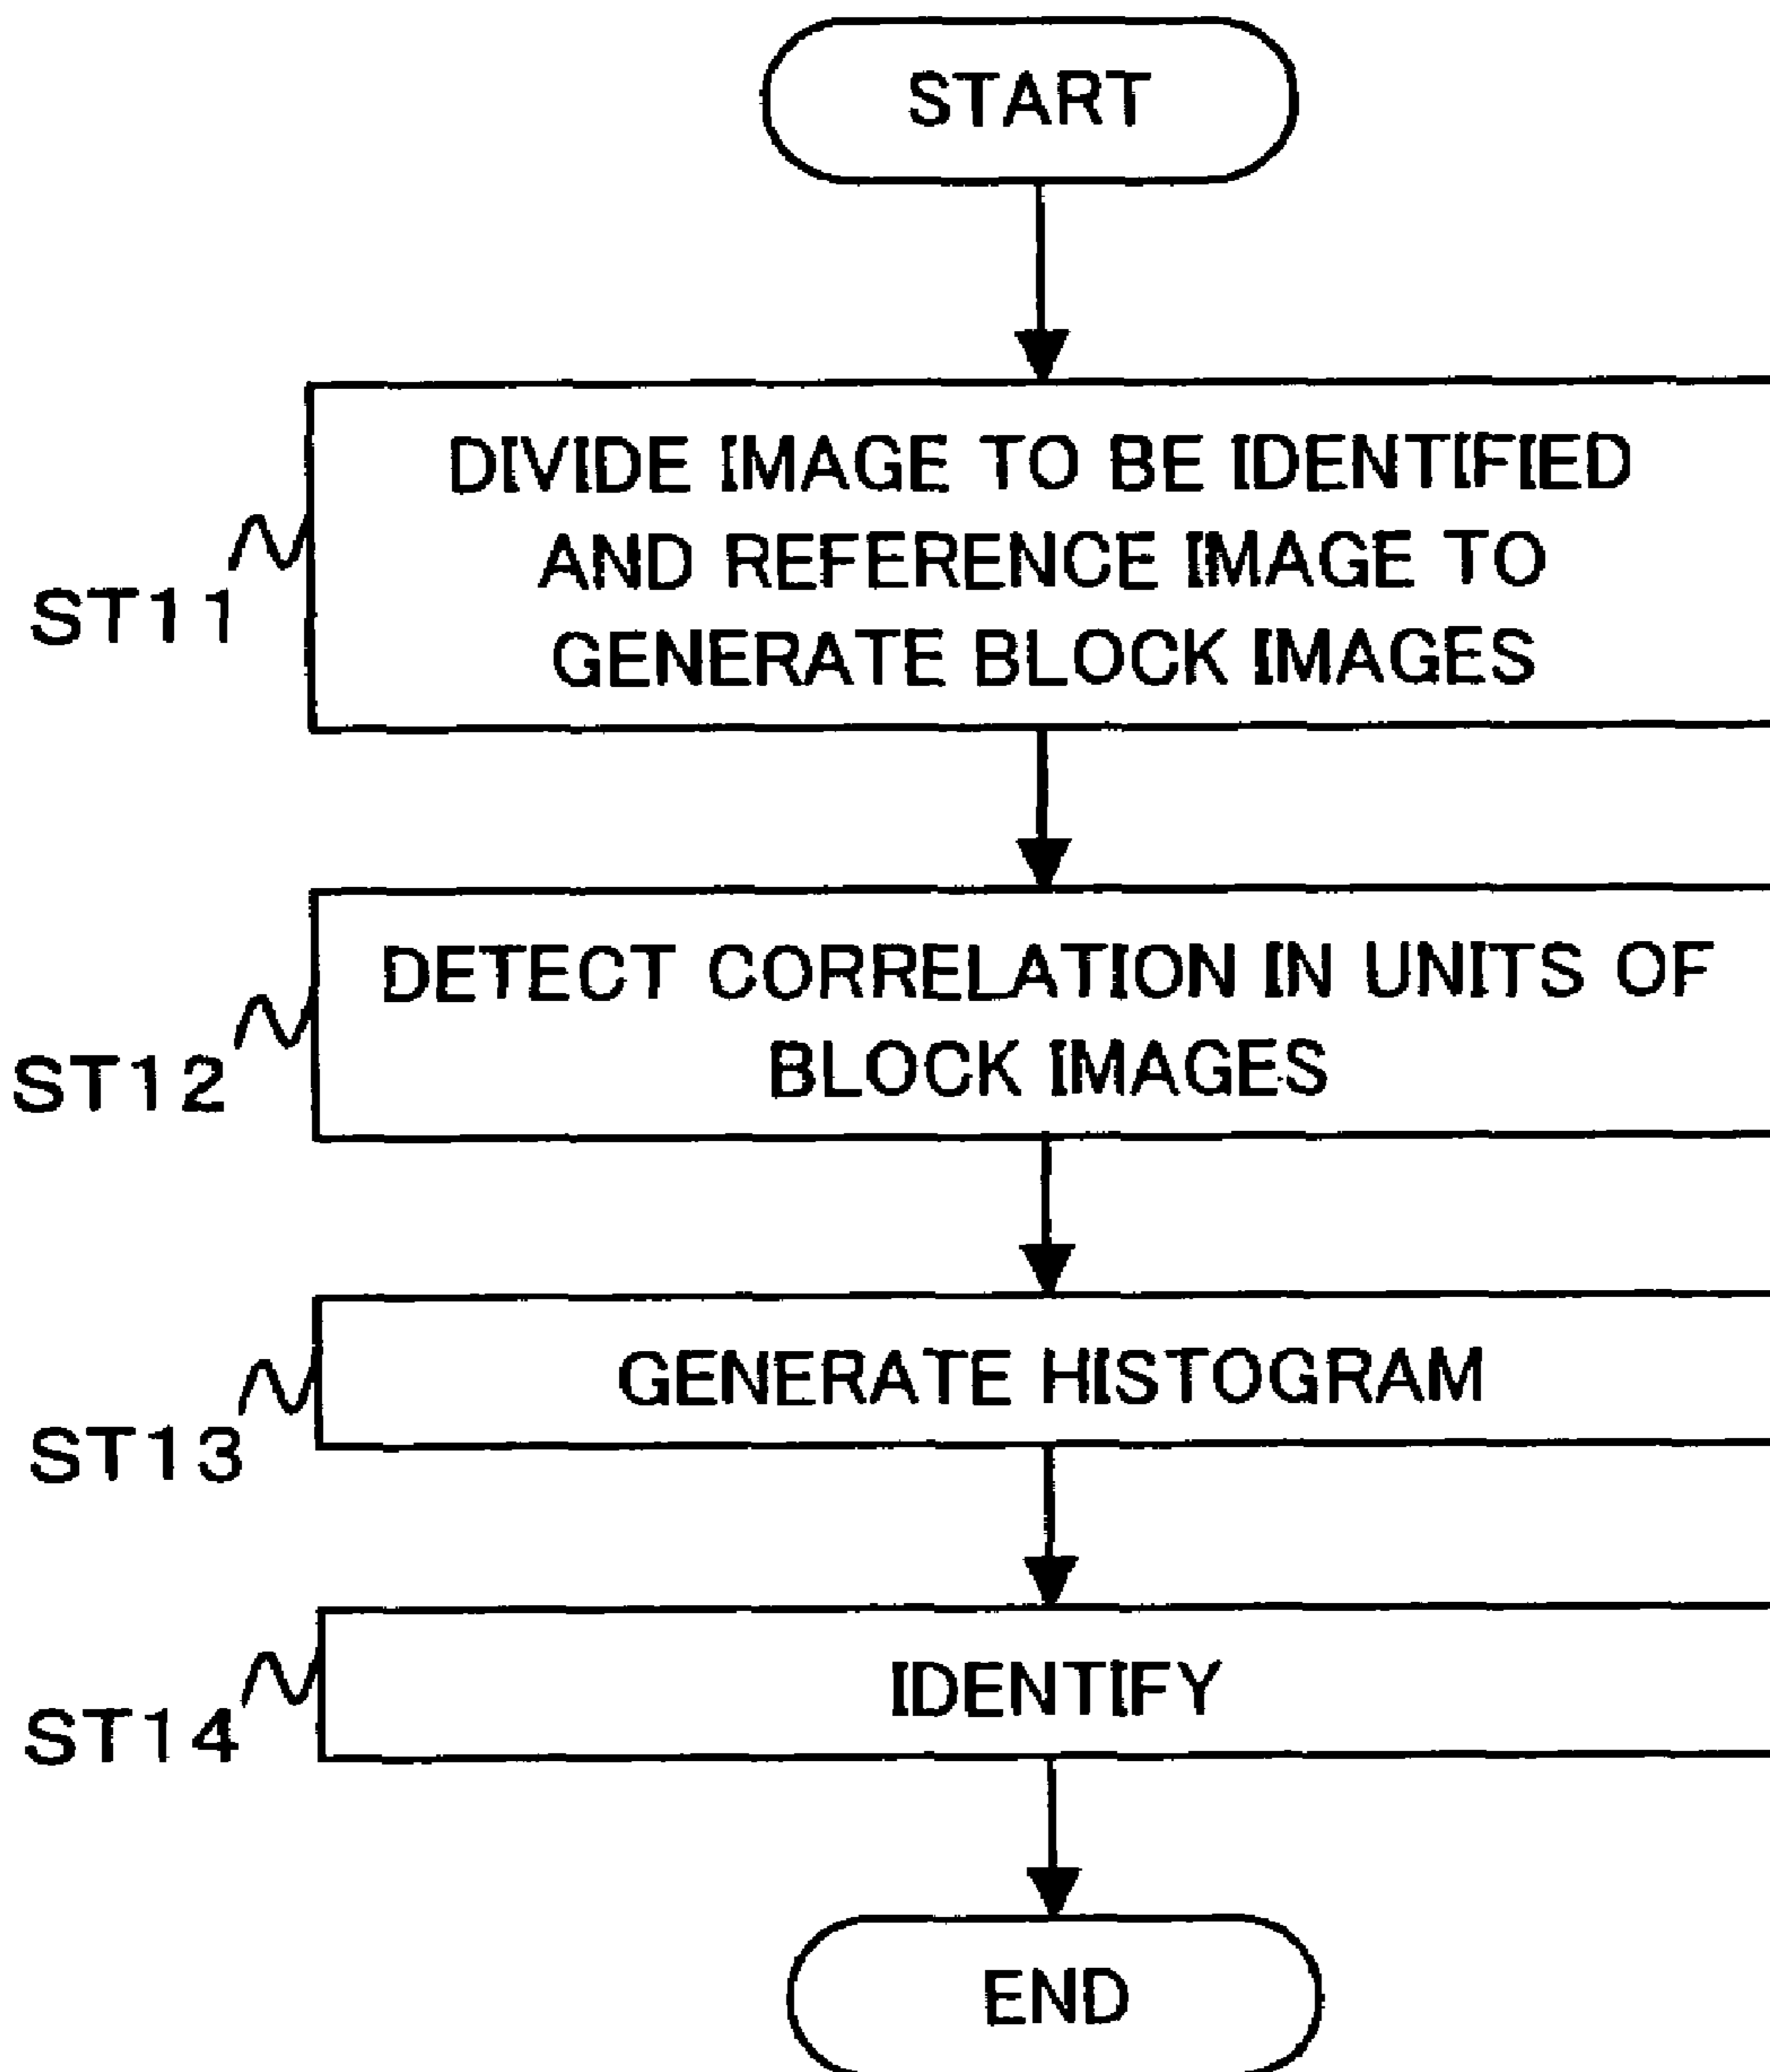 START
DIVIDE IMAGE TO BE IDENTIFIED
AND REFERENCE IMAGE TO
GENERATE BLOCK IMAGES
ST11
DETECT CORRELATION IN UNITS OF
BLOCK IMAGES
ST12
GENERATE HISTOGRAM
ST13
IDENTIFY
ST14
END